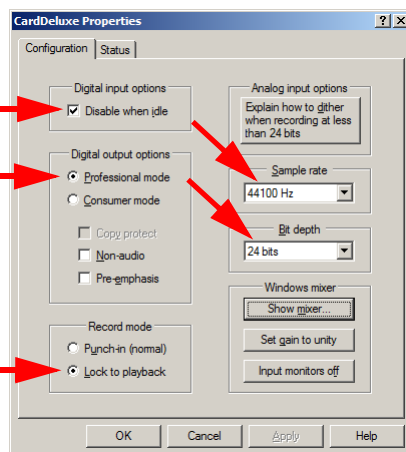 CardDeluxe Properties
Configuration
Status
Digital input options
Disable when idle
Digital output options
Professional mode
Consumer mode
Copy protect
Non-audio
Pre-emphasis
Record mode
Punch-in (normal)
Lock to playback
Analog input options
Explain how to dither
when recording at less
than 24 bits
Sample rate
44100 Hz
Bit depth
24 bits
Windows mixer
Show mixer...
Set gain to unity
Input monitors off
OK
Cancel
Apply
Help